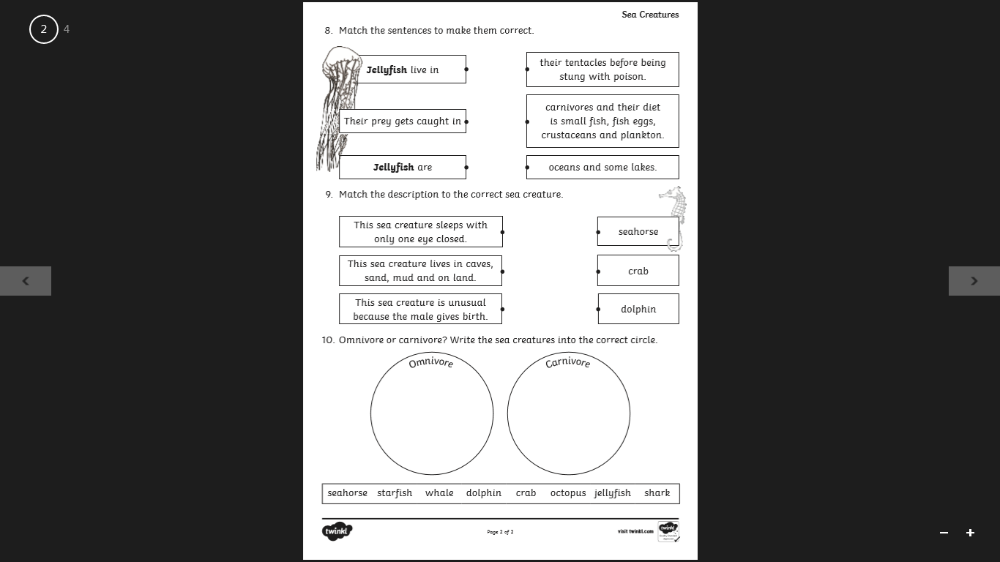 2 4
Sea Creatures
8. Match the sentences to make them correct.
Jellyfish live in
their tentacles before being
stung with poison.
Their prey gets caught in
carnivores and their diet
is small fish, fish eggs,
crustaceans and plankton.
Jellyfish are
oceans and some lakes.
9. Match the description to the correct sea creature.
This sea creature sleeps with
only one eye closed.
seahorse
This sea creature lives in caves,
sand, mud and on land.
crab
This sea creature is unusual
because the male gives birth.
dolphin
10. Omnivore or carnivore? Write the sea creatures into the correct circle.
Omnivore
Carnivore
seahorse starfish whale dolphin crab octopus jellyfish shark
twinkl
Page 2 of 2
visit twinkl.com
twinkl